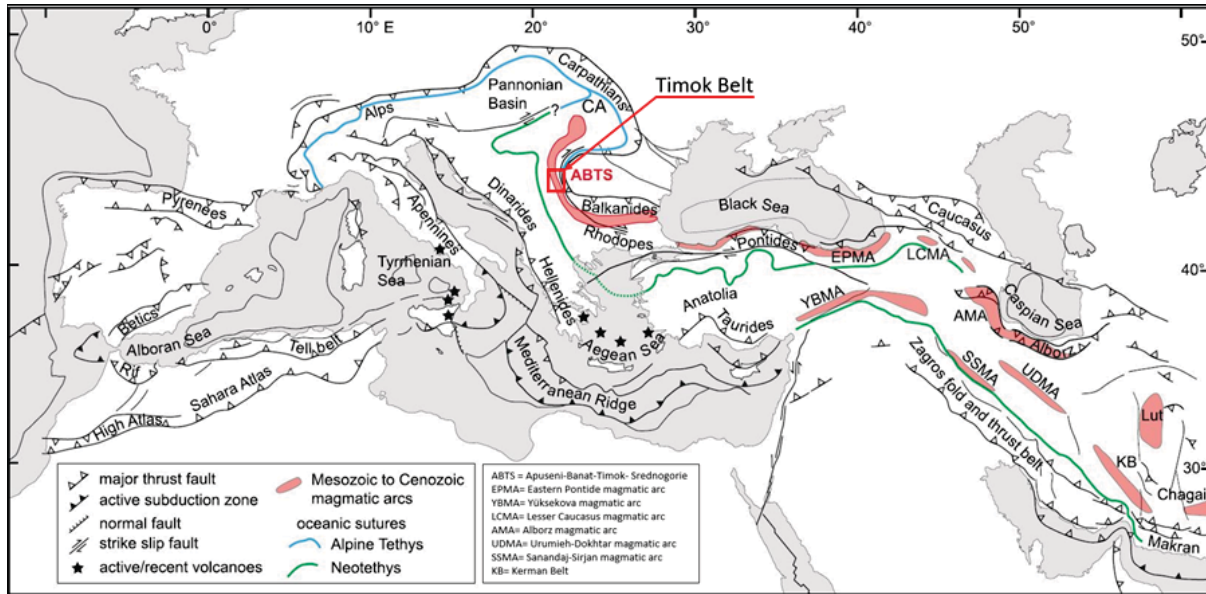 0°
10° E
20°
30°
40°
50°
50°
Timok Belt
Carpathians
Pannonian
Basin
?
CA
Alps
ABTS
Pyrenees
Apennines
Dinarides
Balkanides
Rhodopes
Black Sea
Caucasus
Pontides
EPMA
LCMA
40°
Tyrrhenian
Sea
Hellenides
Anatolia
YBMA
AMA
Caspian Sea
Betics
Alboran Sea
Tell belt
Aegean Sea
Taurides
Alborz
Rif
Sahara Atlas
High Atlas
Mediterranean Ridge
Zagros fold and thrust belt
SSMA
UDMA
Lut
KB
30°
Chagai
Makran
major thrust fault
active subduction zone
normal fault
strike slip fault
active/recent volcanoes
Mesozoic to Cenozoic
magmatic arcs
oceanic sutures
Alpine Tethys
Neotethys
ABTS = Apuseni-Banat-Timok- Srednogorie
EPMA= Eastern Pontide magmatic arc
YBMA= Yüksekova magmatic arc
LCMA= Lesser Caucasus magmatic arc
AMA= Alborz magmatic arc
UDMA= Urumieh-Dokhtar magmatic arc
SSMA= Sanandaj-Sirjan magmatic arc
KB= Kerman Belt